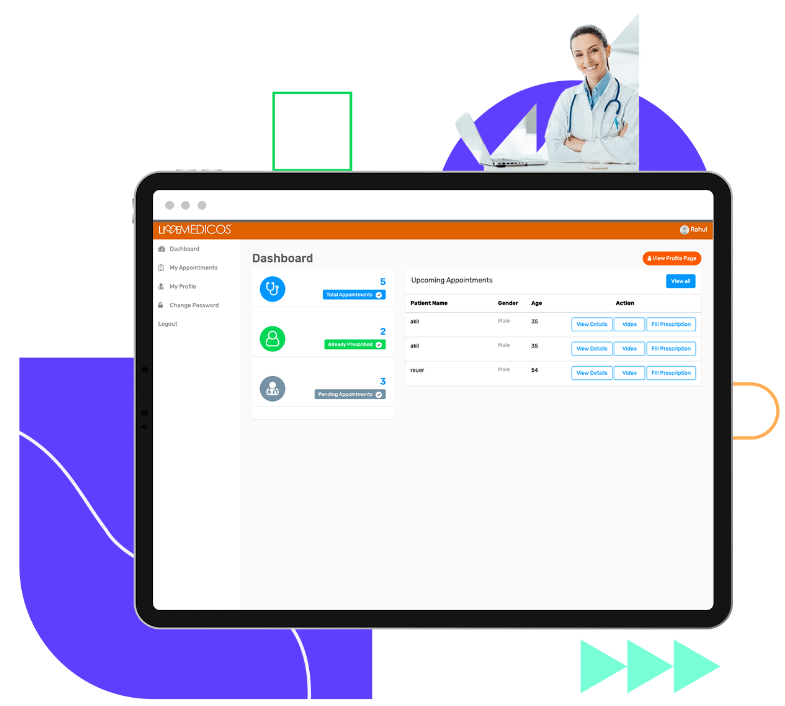 LIVEMEDICOS
Rahul
Dashboard
My Appointments
My Profile
Change Password
Logout
Dashboard
View Profile Page
5
Total Appointments
2
Already Prescribed
3
Pending Appointments
Upcoming Appointments
View all
Patient Name Gender Age Action
akil Male 35 View Details Video Fill Prescription
akil Male 35 View Details Video Fill Prescription
reuer Male 54 View Details Video Fill Prescription